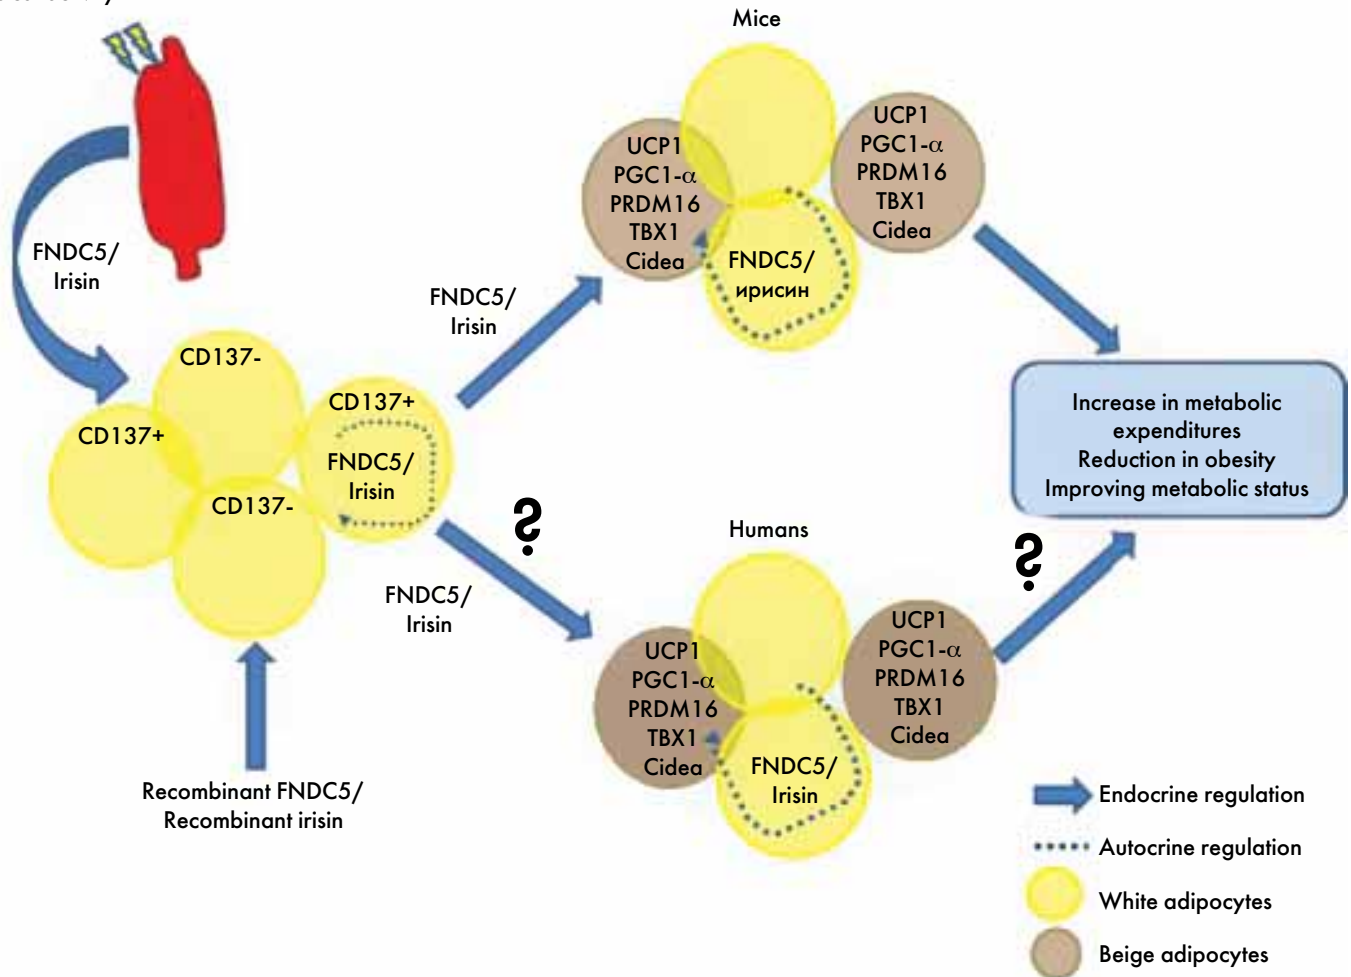 Mice
UCP1
PGC1-α
PRDM16
TBX1
Cidea
UCP1
PGC1-α
PRDM16
TBX1
Cidea
FNDC5/
ирисин
FNDC5/
Irisin
FNDC5/
Irisin
CD137-
CD137+
CD137+
FNDC5/
Irisin
CD137-
Increase in metabolic
expenditures
Reduction in obesity
Improving metabolic status
?
?
FNDC5/
Irisin
Humans
UCP1
PGC1-α
PRDM16
TBX1
Cidea
UCP1
PGC1-α
PRDM16
TBX1
Cidea
FNDC5/
Irisin
Recombinant FNDC5/
Recombinant irisin
Endocrine regulation
Autocrine regulation
White adipocytes
Beige adipocytes